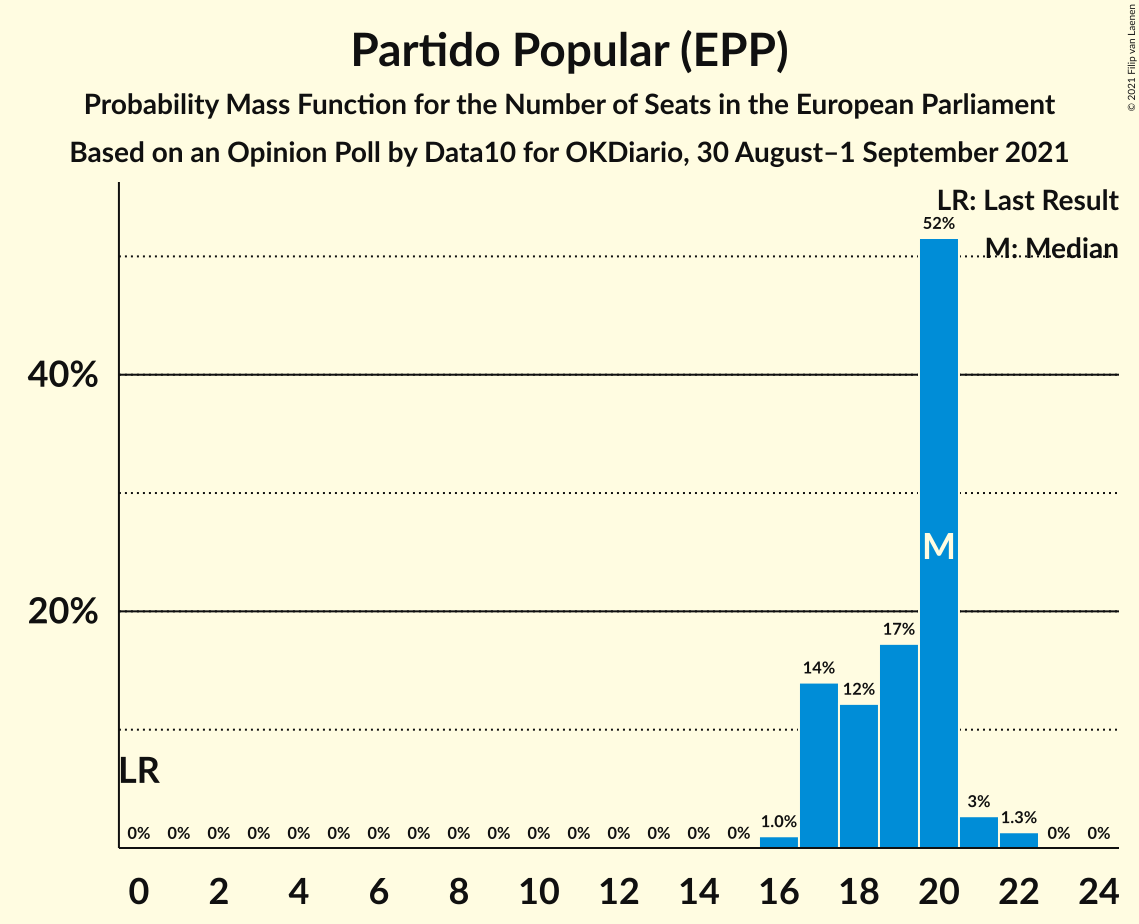 Partido Popular (EPP)
Probability Mass Function for the Number of Seats in the European Parliament
Based on an Opinion Poll by Data10 for OKDiario, 30 August–1 September 2021
© 2021 Filip van Laenen
LR: Last Result
M: Median
52%
40%
M
20%
17%
14%
12%
LR
3%
1.0%
1.3%
0% 0% 0% 0% 0% 0% 0% 0% 0% 0% 0% 0% 0% 0% 0% 0% 0% 0%
0 2 4 6 8 10 12 14 16 18 20 22 24